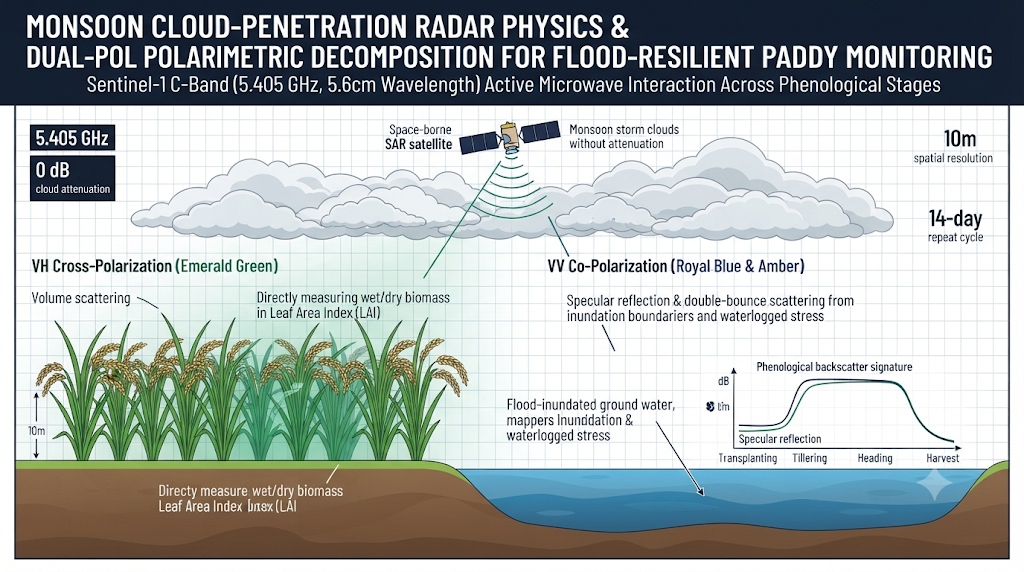 MONSOON CLOUD-PENETRATION RADAR PHYSICS &
DUAL-POL POLARIMETRIC DECOMPOSITION FOR FLOOD-RESILIENT PADDY MONITORING
Sentinel-1 C-Band (5.405 GHz, 5.6cm Wavelength) Active Microwave Interaction Across Phenological Stages
5.405 GHz
0 dB
cloud attenuation
Space-borne
SAR satellite
Monsoon storm clouds
without attenuation
10m
spatial resolution
14-day
repeat cycle
VH Cross-Polarization (Emerald Green)
Volume scattering
Directly measuring wet/dry biomass
in Leaf Area Index (LAI)
10m
Directy measure wet/dry biomass
Leaf Area Index (LAI
VV Co-Polarization (Royal Blue & Amber)
Specular reflection & double-bounce scattering from
inundation boundariers and waterlogged stress
Flood-inundated ground water,
mappers Inundation &
waterlogged stress
Phenological backscatter signature
dB
Specular reflection
Transplanting Tillering Heading Harvest